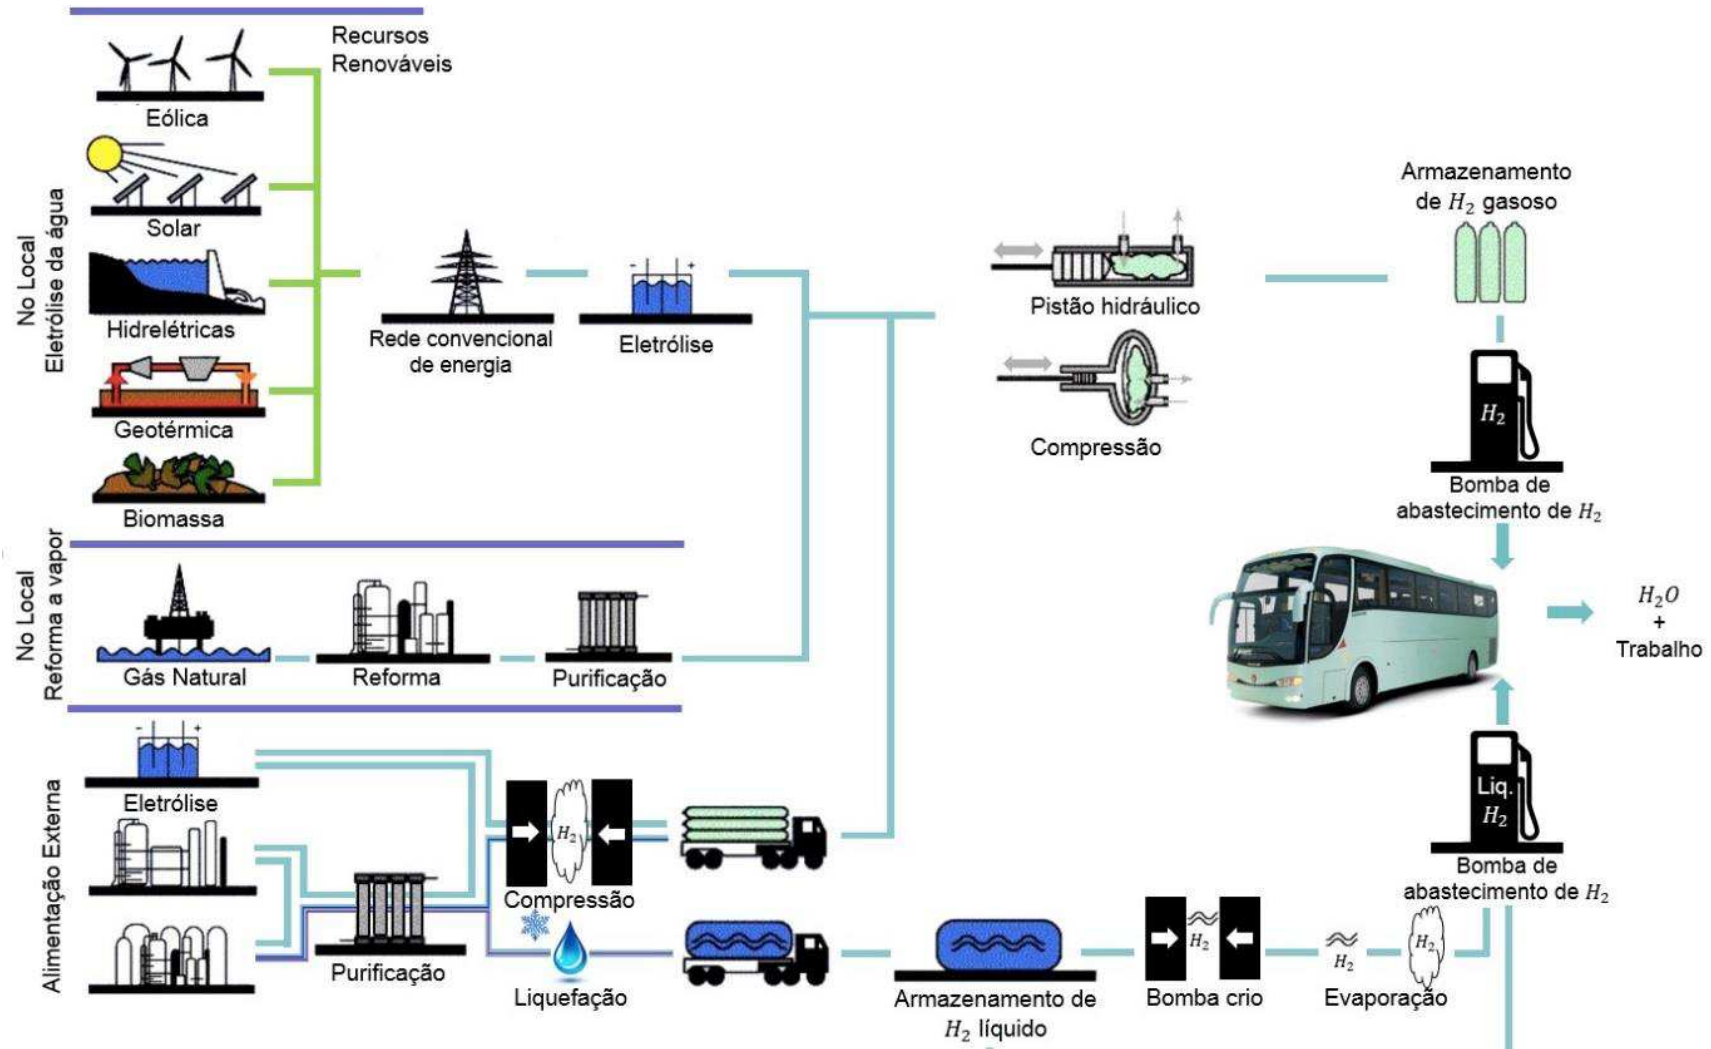 Recursos
Renováveis
Eólica
Solar
Hidrelétricas
Geotérmica
Biomassa
No Local
Eletrólise da água
Rede convencional
de energia
- +
Eletrólise
Pistão hidráulico
Compressão
Armazenamento
de H₂ gasoso
H₂
Bomba de
abastecimento de H₂
H₂O
+
Trabalho
No Local
Reforma a vapor
Gás Natural
Reforma
Purificação
Alimentação Externa
- +
Eletrólise
Purificação
H₂
Compressão
Liquefação
Armazenamento de
H₂ líquido
H₂
Bomba crio
H₂
H₂
Evaporação
Liq.
H₂
Bomba de
abastecimento de H₂